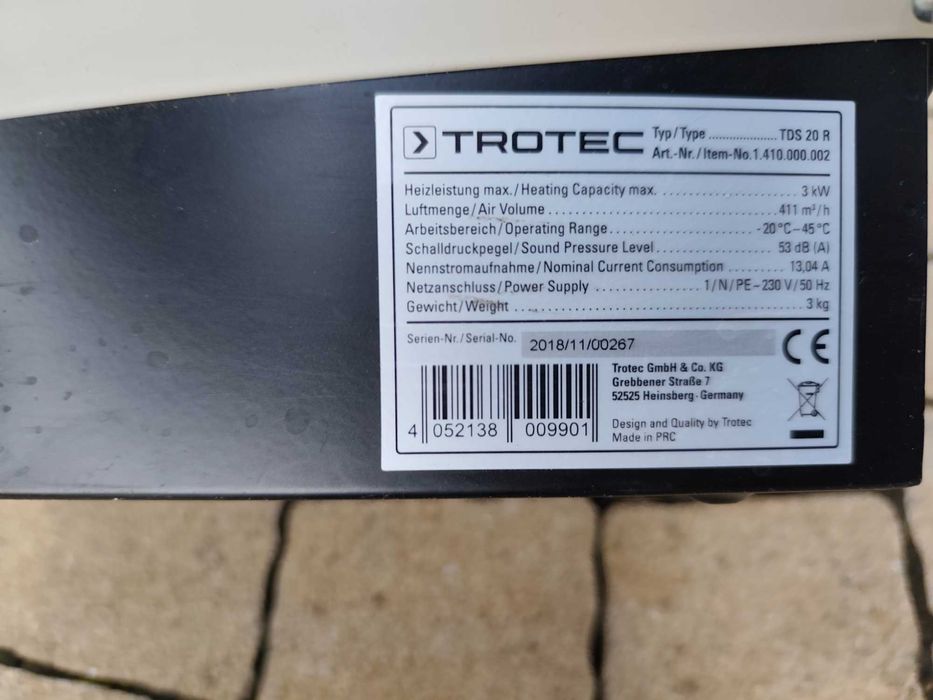 TROTEC
Typ/Type ................... TDS 20 R
Art.-Nr./Item-No.1.410.000.002
Heizleistung max./Heating Capacity max. ........................ 3 kW
Luftmenge/Air Volume ........................................ 411 m³/h
Arbeitsbereich/Operating Range......................... -20°C–45°C
Schalldruckpegel/Sound Pressure Level..................... 53 dB (A)
Nennstromaufnahme/Nominal Current Consumption ......... 13,04 A
Netzanschluss/Power Supply ................ 1/N/PE~230 V/50 Hz
Gewicht/Weight .................................................. 3 kg
Serien-Nr./Serial-No. 2018/11/00267
CE
Trotec GmbH & Co. KG
Grebbener Straße 7
52525 Heinsberg · Germany
Design and Quality by Trotec
Made in PRC
4 052138 009901